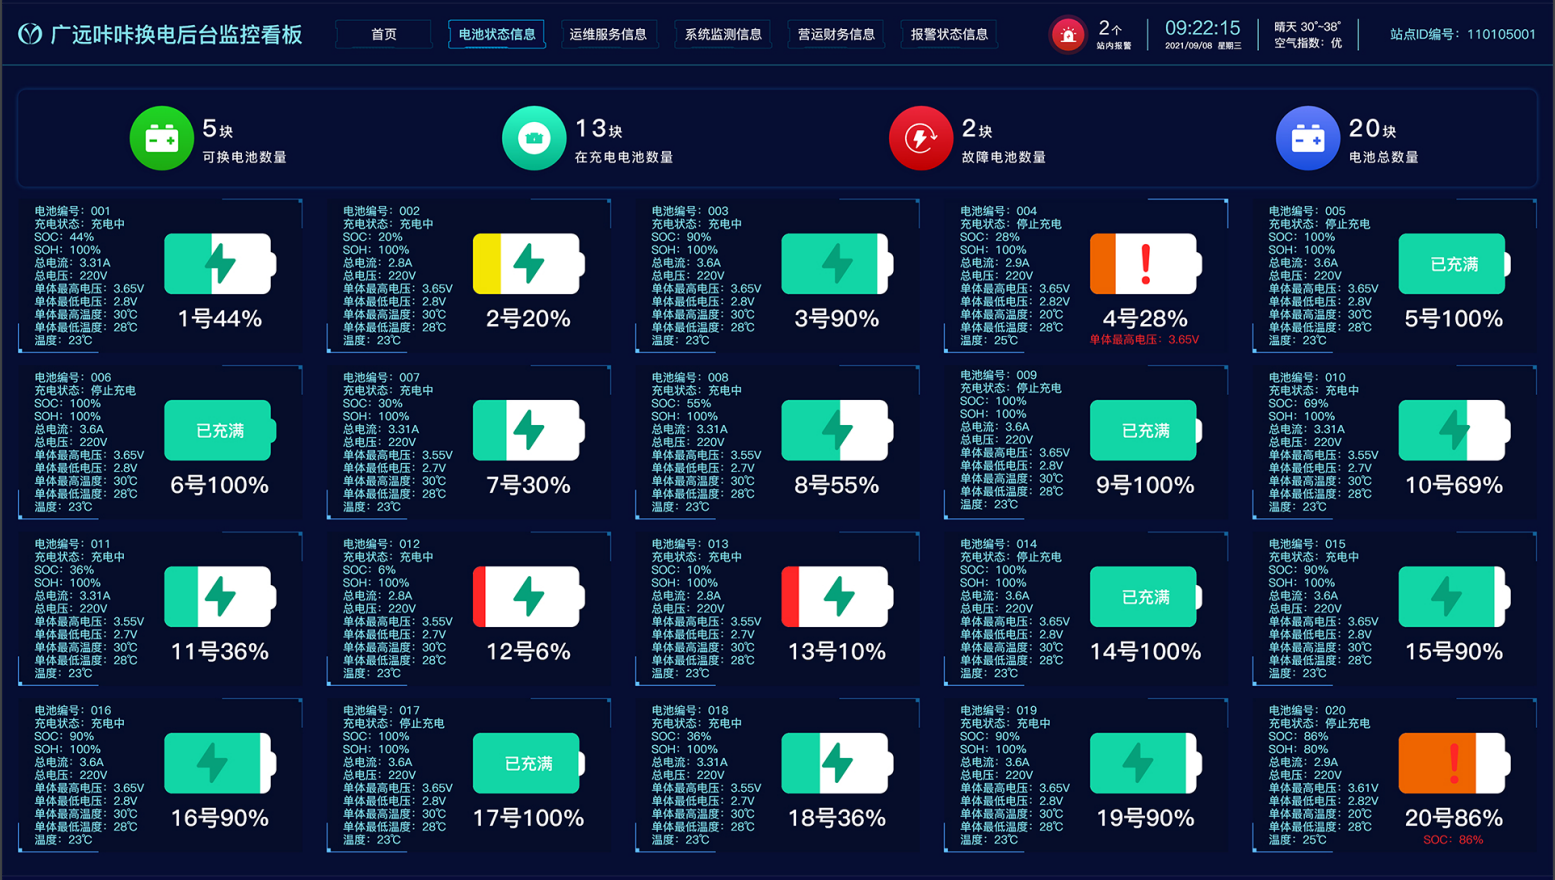 广远咔咔换电后台监控看板
首页
电池状态信息
运维服务信息
系统监测信息
营运财务信息
报警状态信息
2个
站内报警
09:22:15
2021/09/08 星期三
晴天 30°~38°
空气指数：优
站点ID编号：110105001
5块
可换电池数量
13块
在充电电池数量
2块
故障电池数量
20块
电池总数量
电池编号：001
充电状态：充电中
SOC：44%
SOH：100%
总电流：3.31A
总电压：220V
单体最高电压：3.65V
单体最低电压：2.8V
单体最高温度：30℃
单体最低温度：28℃
温度：23℃
1号44%
电池编号：002
充电状态：充电中
SOC：20%
SOH：100%
总电流：2.8A
总电压：220V
单体最高电压：3.65V
单体最低电压：2.8V
单体最高温度：30℃
单体最低温度：28℃
温度：23℃
2号20%
电池编号：003
充电状态：充电中
SOC：90%
SOH：100%
总电流：3.6A
总电压：220V
单体最高电压：3.65V
单体最低电压：2.8V
单体最高温度：30℃
单体最低温度：28℃
温度：23℃
3号90%
电池编号：004
充电状态：停止充电
SOC：28%
SOH：100%
总电流：2.9A
总电压：220V
单体最高电压：3.65V
单体最低电压：2.82V
单体最高温度：20℃
单体最低温度：28℃
温度：25℃
4号28%
单体最高电压：3.65V
电池编号：005
充电状态：停止充电
SOC：100%
SOH：100%
总电流：3.6A
总电压：220V
单体最高电压：3.65V
单体最低电压：2.8V
单体最高温度：30℃
单体最低温度：28℃
温度：23℃
已充满
5号100%
电池编号：006
充电状态：停止充电
SOC：100%
SOH：100%
总电流：3.6A
总电压：220V
单体最高电压：3.65V
单体最低电压：2.8V
单体最高温度：30℃
单体最低温度：28℃
温度：23℃
已充满
6号100%
电池编号：007
充电状态：充电中
SOC：30%
SOH：100%
总电流：3.31A
总电压：220V
单体最高电压：3.55V
单体最低电压：2.7V
单体最高温度：30℃
单体最低温度：28℃
温度：23℃
7号30%
电池编号：008
充电状态：充电中
SOC：55%
SOH：100%
总电流：3.31A
总电压：220V
单体最高电压：3.55V
单体最低电压：2.7V
单体最高温度：30℃
单体最低温度：28℃
温度：23℃
8号55%
电池编号：009
充电状态：停止充电
SOC：100%
SOH：100%
总电流：3.6A
总电压：220V
单体最高电压：3.65V
单体最低电压：2.8V
单体最高温度：30℃
单体最低温度：28℃
温度：23℃
已充满
9号100%
电池编号：010
充电状态：充电中
SOC：69%
SOH：100%
总电流：3.31A
总电压：220V
单体最高电压：3.55V
单体最低电压：2.7V
单体最高温度：30℃
单体最低温度：28℃
温度：23℃
10号69%
电池编号：011
充电状态：充电中
SOC：36%
SOH：100%
总电流：3.31A
总电压：220V
单体最高电压：3.55V
单体最低电压：2.7V
单体最高温度：30℃
单体最低温度：28℃
温度：23℃
11号36%
电池编号：012
充电状态：充电中
SOC：6%
SOH：100%
总电流：2.8A
总电压：220V
单体最高电压：3.55V
单体最低电压：2.7V
单体最高温度：30℃
单体最低温度：28℃
温度：23℃
12号6%
电池编号：013
充电状态：充电中
SOC：10%
SOH：100%
总电流：2.8A
总电压：220V
单体最高电压：3.55V
单体最低电压：2.7V
单体最高温度：30℃
单体最低温度：28℃
温度：23℃
13号10%
电池编号：014
充电状态：停止充电
SOC：100%
SOH：100%
总电流：3.6A
总电压：220V
单体最高电压：3.65V
单体最低电压：2.8V
单体最高温度：30℃
单体最低温度：28℃
温度：23℃
已充满
14号100%
电池编号：015
充电状态：充电中
SOC：90%
SOH：100%
总电流：3.6A
总电压：220V
单体最高电压：3.65V
单体最低电压：2.8V
单体最高温度：30℃
单体最低温度：28℃
温度：23℃
15号90%
电池编号：016
充电状态：充电中
SOC：90%
SOH：100%
总电流：3.6A
总电压：220V
单体最高电压：3.65V
单体最低电压：2.8V
单体最高温度：30℃
单体最低温度：28℃
温度：23℃
16号90%
电池编号：017
充电状态：停止充电
SOC：100%
SOH：100%
总电流：3.6A
总电压：220V
单体最高电压：3.65V
单体最低电压：2.8V
单体最高温度：30℃
单体最低温度：28℃
温度：23℃
已充满
17号100%
电池编号：018
充电状态：充电中
SOC：36%
SOH：100%
总电流：3.31A
总电压：220V
单体最高电压：3.55V
单体最低电压：2.7V
单体最高温度：30℃
单体最低温度：28℃
温度：23℃
18号36%
电池编号：019
充电状态：充电中
SOC：90%
SOH：100%
总电流：3.6A
总电压：220V
单体最高电压：3.65V
单体最低电压：2.8V
单体最高温度：30℃
单体最低温度：28℃
温度：23℃
19号90%
电池编号：020
充电状态：停止充电
SOC：86%
SOH：80%
总电流：2.9A
总电压：220V
单体最高电压：3.61V
单体最低电压：2.82V
单体最高温度：20℃
单体最低温度：28℃
温度：25℃
20号86%
SOC：86%